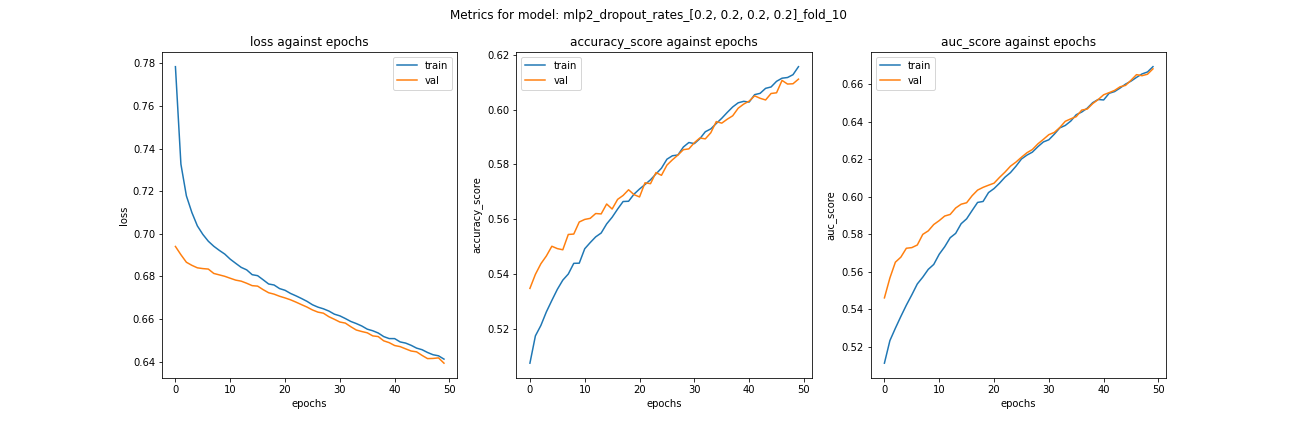 Metrics for model: mlp2_dropout_rates_[0.2, 0.2, 0.2, 0.2]_fold_10
loss against epochs
train
val
0.78
0.76
0.74
0.72
0.70
0.68
0.66
0.64
loss
0
10
20
30
40
50
epochs
accuracy_score against epochs
train
val
0.62
0.60
0.58
0.56
0.54
0.52
accuracy_score
0
10
20
30
40
50
epochs
auc_score against epochs
train
val
0.66
0.64
0.62
0.60
0.58
0.56
0.54
0.52
auc_score
0
10
20
30
40
50
epochs